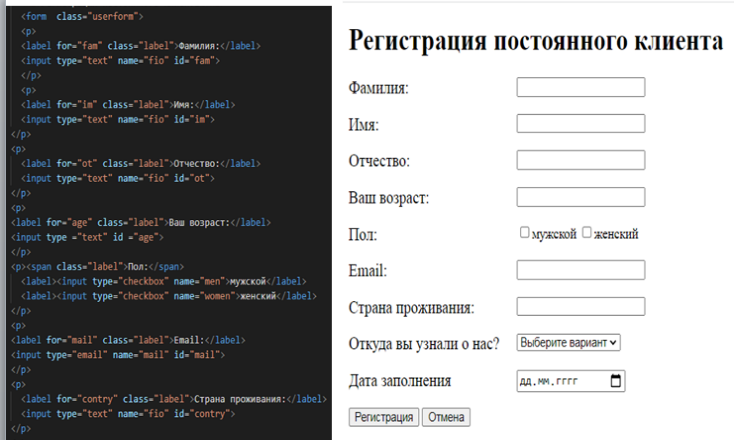 <form  class="userform">
<p>
<label for="fam" class="label">Фамилия:</label>
<input type="text" name="fio" id="fam">
</p>
<p>
<label for="im" class="label">Имя:</label>
<input type="text" name="fio" id="im">
</p>
<p>
<label for="ot" class="label">Отчество:</label>
<input type="text" name="fio" id="ot">
</p>
<p>
<label for="age" class="label">Ваш возраст:</label>
<input type ="text" id ="age">
</p>
<p><span class="label">Пол:</span>
<label><input type="checkbox" name="men">мужской</label>
<label><input type="checkbox" name="women">женский</label>
</p>
<p>
<label for="mail" class="label">Email:</label>
<input type="email" name="mail" id="mail">
</p>
<p>
<label for="contry" class="label">Страна проживания:</label>
<input type="text" name="fio" id="contry">
</p>
Регистрация постоянного клиента
Фамилия:
Имя:
Отчество:
Ваш возраст:
Пол: мужской женский
Email:
Страна проживания:
Откуда вы узнали о нас? Выберите вариант
Дата заполнения дд.мм.гггг
Регистрация Отмена